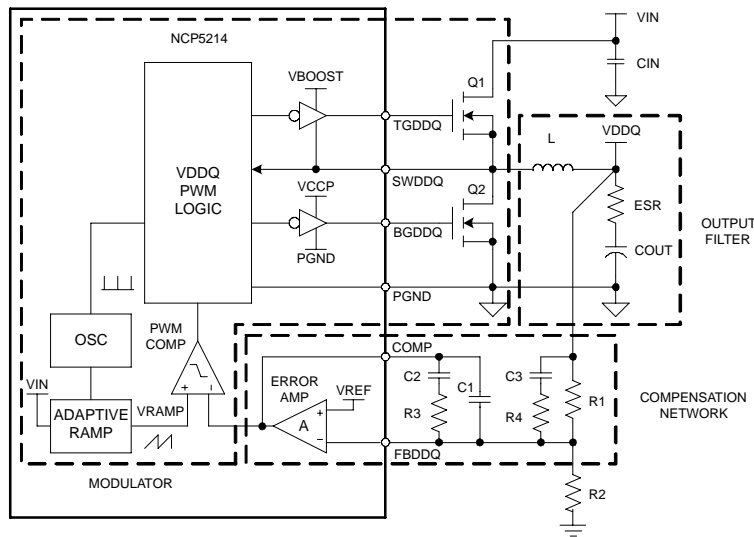 VIN
NCP5214
CIN
VBOOST
Q1
TGDDQ
VDDQ
L
VDDQ
PWM
LOGIC
SWDDQ
VCCP
Q2
ESR
OUTPUT
FILTER
BGDDQ
COUT
PGND
PGND
PWM
COMP
COMP
OSC
VIN
ERROR
AMP
VREF
C2
C1
C3
R1
COMPENSATION
NETWORK
ADAPTIVE
RAMP
VRAMP
+
−
A
+
−
R3
R4
FBDDQ
MODULATOR
R2